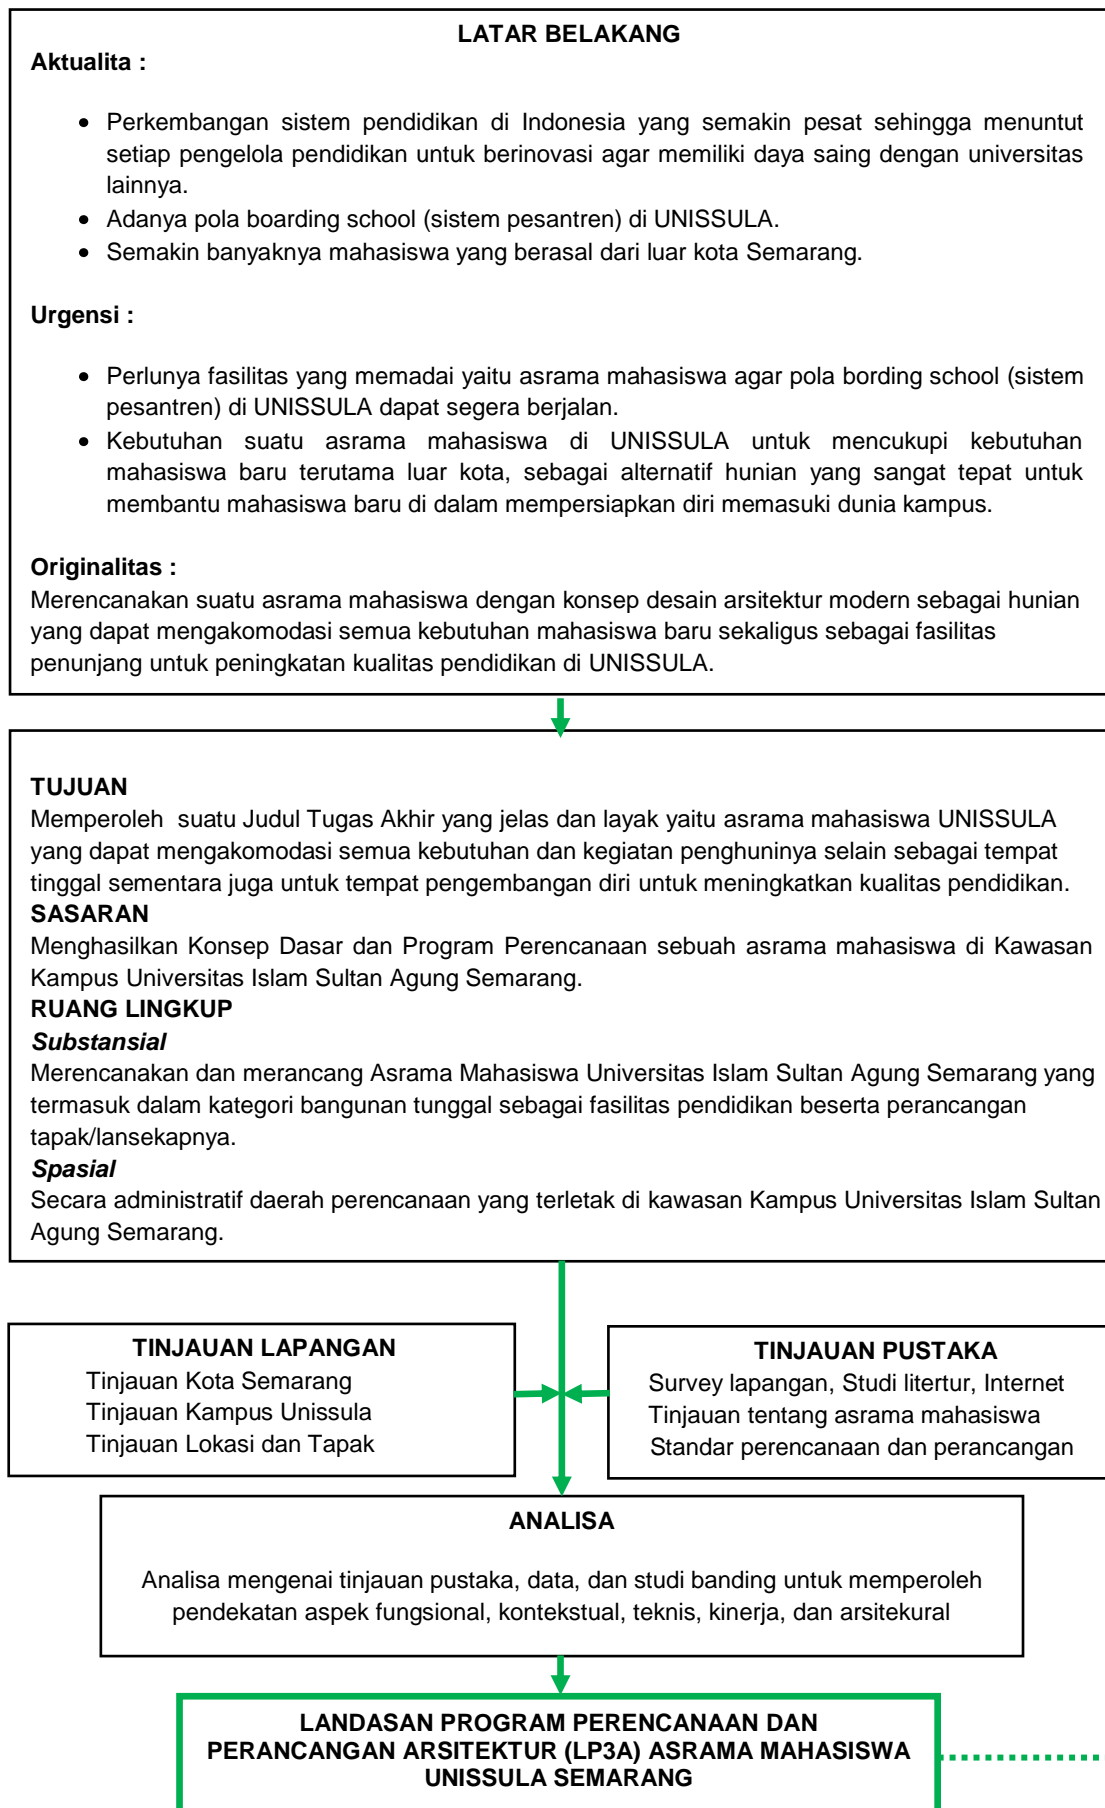 LATAR BELAKANG
Aktualita :
• Perkembangan sistem pendidikan di Indonesia yang semakin pesat sehingga menuntut
setiap pengelola pendidikan untuk berinovasi agar memiliki daya saing dengan universitas
lainnya.
• Adanya pola boarding school (sistem pesantren) di UNISSULA.
• Semakin banyaknya mahasiswa yang berasal dari luar kota Semarang.
Urgensi :
• Perlunya fasilitas yang memadai yaitu asrama mahasiswa agar pola bording school (sistem
pesantren) di UNISSULA dapat segera berjalan.
• Kebutuhan suatu asrama mahasiswa di UNISSULA untuk mencukupi kebutuhan
mahasiswa baru terutama luar kota, sebagai alternatif hunian yang sangat tepat untuk
membantu mahasiswa baru di dalam mempersiapkan diri memasuki dunia kampus.
Originalitas :
Merencanakan suatu asrama mahasiswa dengan konsep desain arsitektur modern sebagai hunian
yang dapat mengakomodasi semua kebutuhan mahasiswa baru sekaligus sebagai fasilitas
penunjang untuk peningkatan kualitas pendidikan di UNISSULA.
TUJUAN
Memperoleh suatu Judul Tugas Akhir yang jelas dan layak yaitu asrama mahasiswa UNISSULA
yang dapat mengakomodasi semua kebutuhan dan kegiatan penghuninya selain sebagai tempat
tinggal sementara juga untuk tempat pengembangan diri untuk meningkatkan kualitas pendidikan.
SASARAN
Menghasilkan Konsep Dasar dan Program Perencanaan sebuah asrama mahasiswa di Kawasan
Kampus Universitas Islam Sultan Agung Semarang.
RUANG LINGKUP
Substansial
Merencanakan dan merancang Asrama Mahasiswa Universitas Islam Sultan Agung Semarang yang
termasuk dalam kategori bangunan tunggal sebagai fasilitas pendidikan beserta perancangan
tapak/lansekapnya.
Spasial
Secara administratif daerah perencanaan yang terletak di kawasan Kampus Universitas Islam Sultan
Agung Semarang.
TINJAUAN LAPANGAN
Tinjauan Kota Semarang
Tinjauan Kampus Unissula
Tinjauan Lokasi dan Tapak
TINJAUAN PUSTAKA
Survey lapangan, Studi litertur, Internet
Tinjauan tentang asrama mahasiswa
Standar perencanaan dan perancangan
ANALISA
Analisa mengenai tinjauan pustaka, data, dan studi banding untuk memperoleh
pendekatan aspek fungsional, kontekstual, teknis, kinerja, dan arsitekural
LANDASAN PROGRAM PERENCANAAN DAN
PERANCANGAN ARSITEKTUR (LP3A) ASRAMA MAHASISWA
UNISSULA SEMARANG